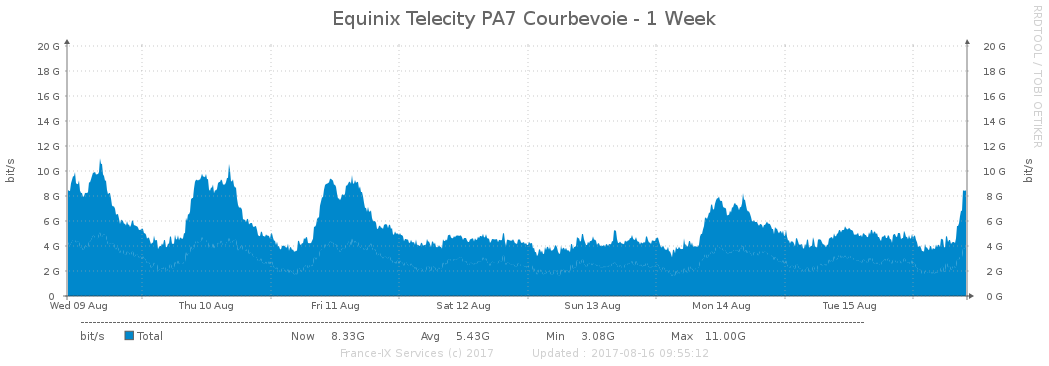 Equinix Telecity PA7 Courbevoie - 1 Week
RRDTOOL / TOBI OETIKER
20 G 20 G
18 G 18 G
16 G 16 G
14 G 14 G
12 G 12 G
10 G 10 G
8 G 8 G
6 G 6 G
4 G 4 G
2 G 2 G
0 0 G
bit/s bit/s
Wed 09 Aug Thu 10 Aug Fri 11 Aug Sat 12 Aug Sun 13 Aug Mon 14 Aug Tue 15 Aug
bit/s Total Now 8.33G Avg 5.43G Min 3.08G Max 11.00G
France-IX Services (c) 2017 Updated : 2017-08-16 09:55:12